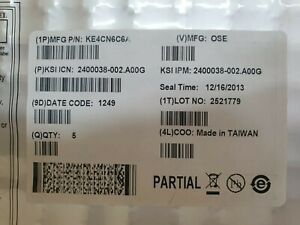 (1P)MFG P/N: KE4CN6C6A
(V)MFG: OSE
(P)KSI ICN: 2400038-002.A00G
KSI IPM: 2400038-002.A00G
Seal Time: 12/16/2013
(9D)DATE CODE: 1249
(1T)LOT NO: 2521779
(Q)QTY: 5
(4L)COO: Made in TAIWAN
PARTIAL
e